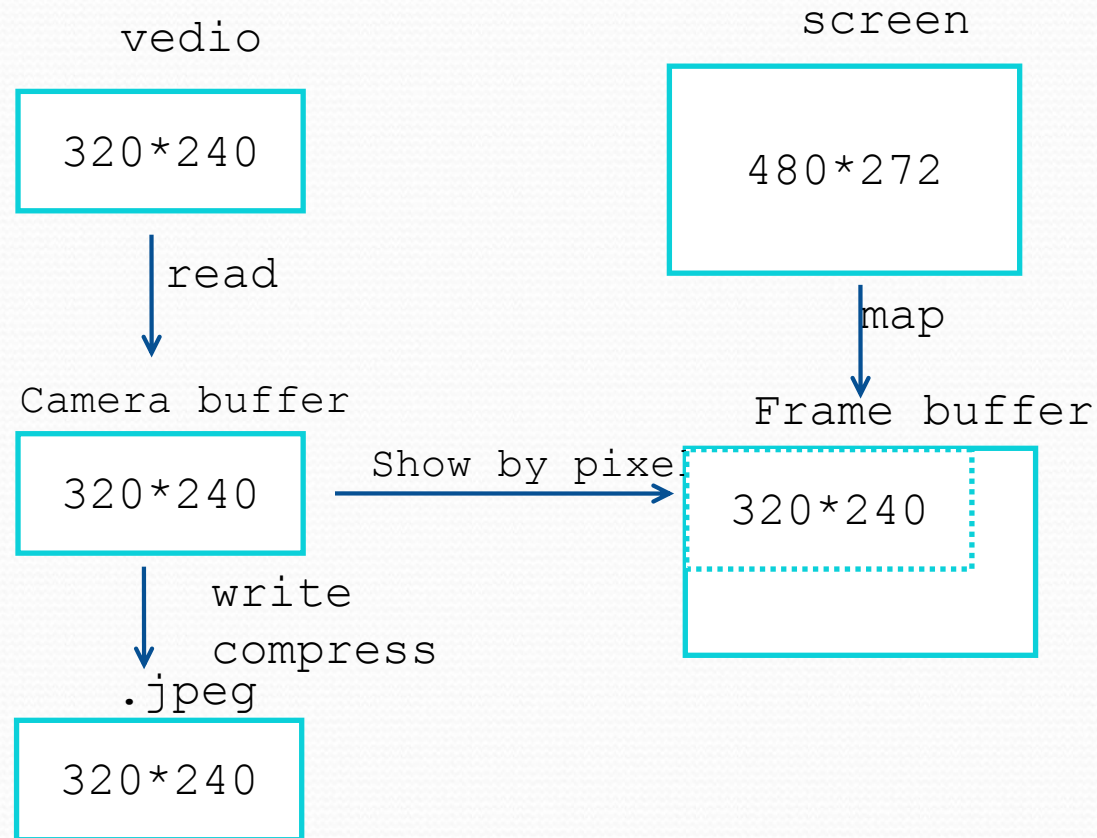 vedio
screen
320*240
480*272
read
map
Camera buffer
Frame buffer
320*240
Show by pixel
320*240
write
compress
.jpeg
320*240